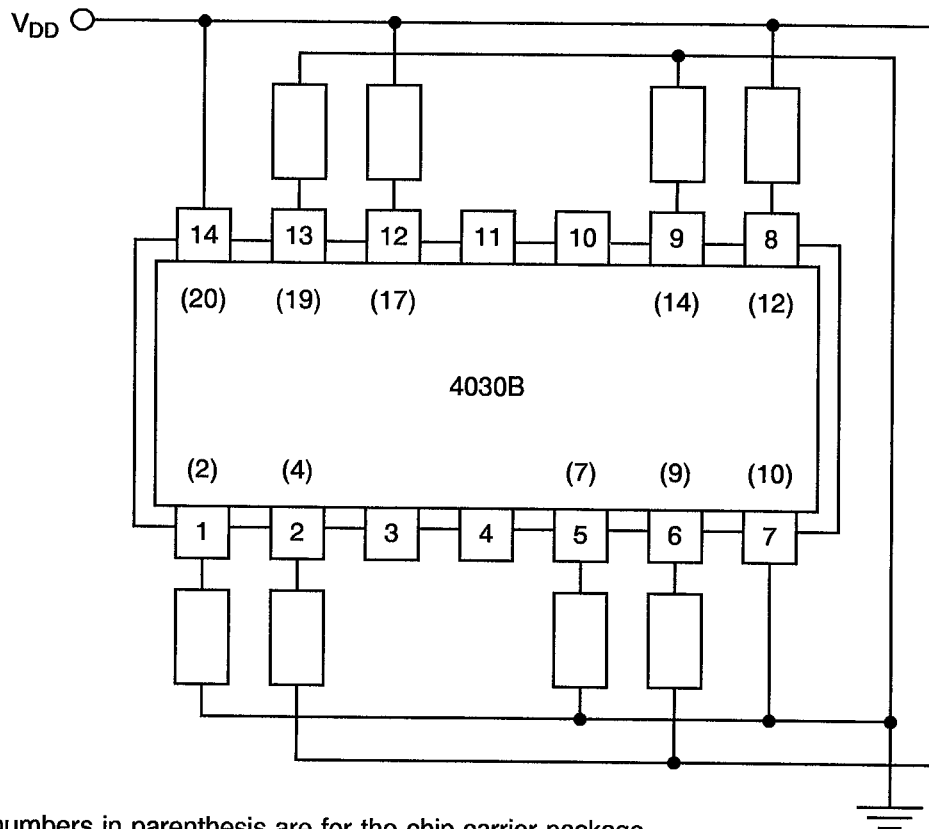 V_DD
14 13 12 11 10 9 8
(20) (19) (17) (14) (12)
4030B
(2) (4) (7) (9) (10)
1 2 3 4 5 6 7
numbers in parenthesis are for the chip carrier package